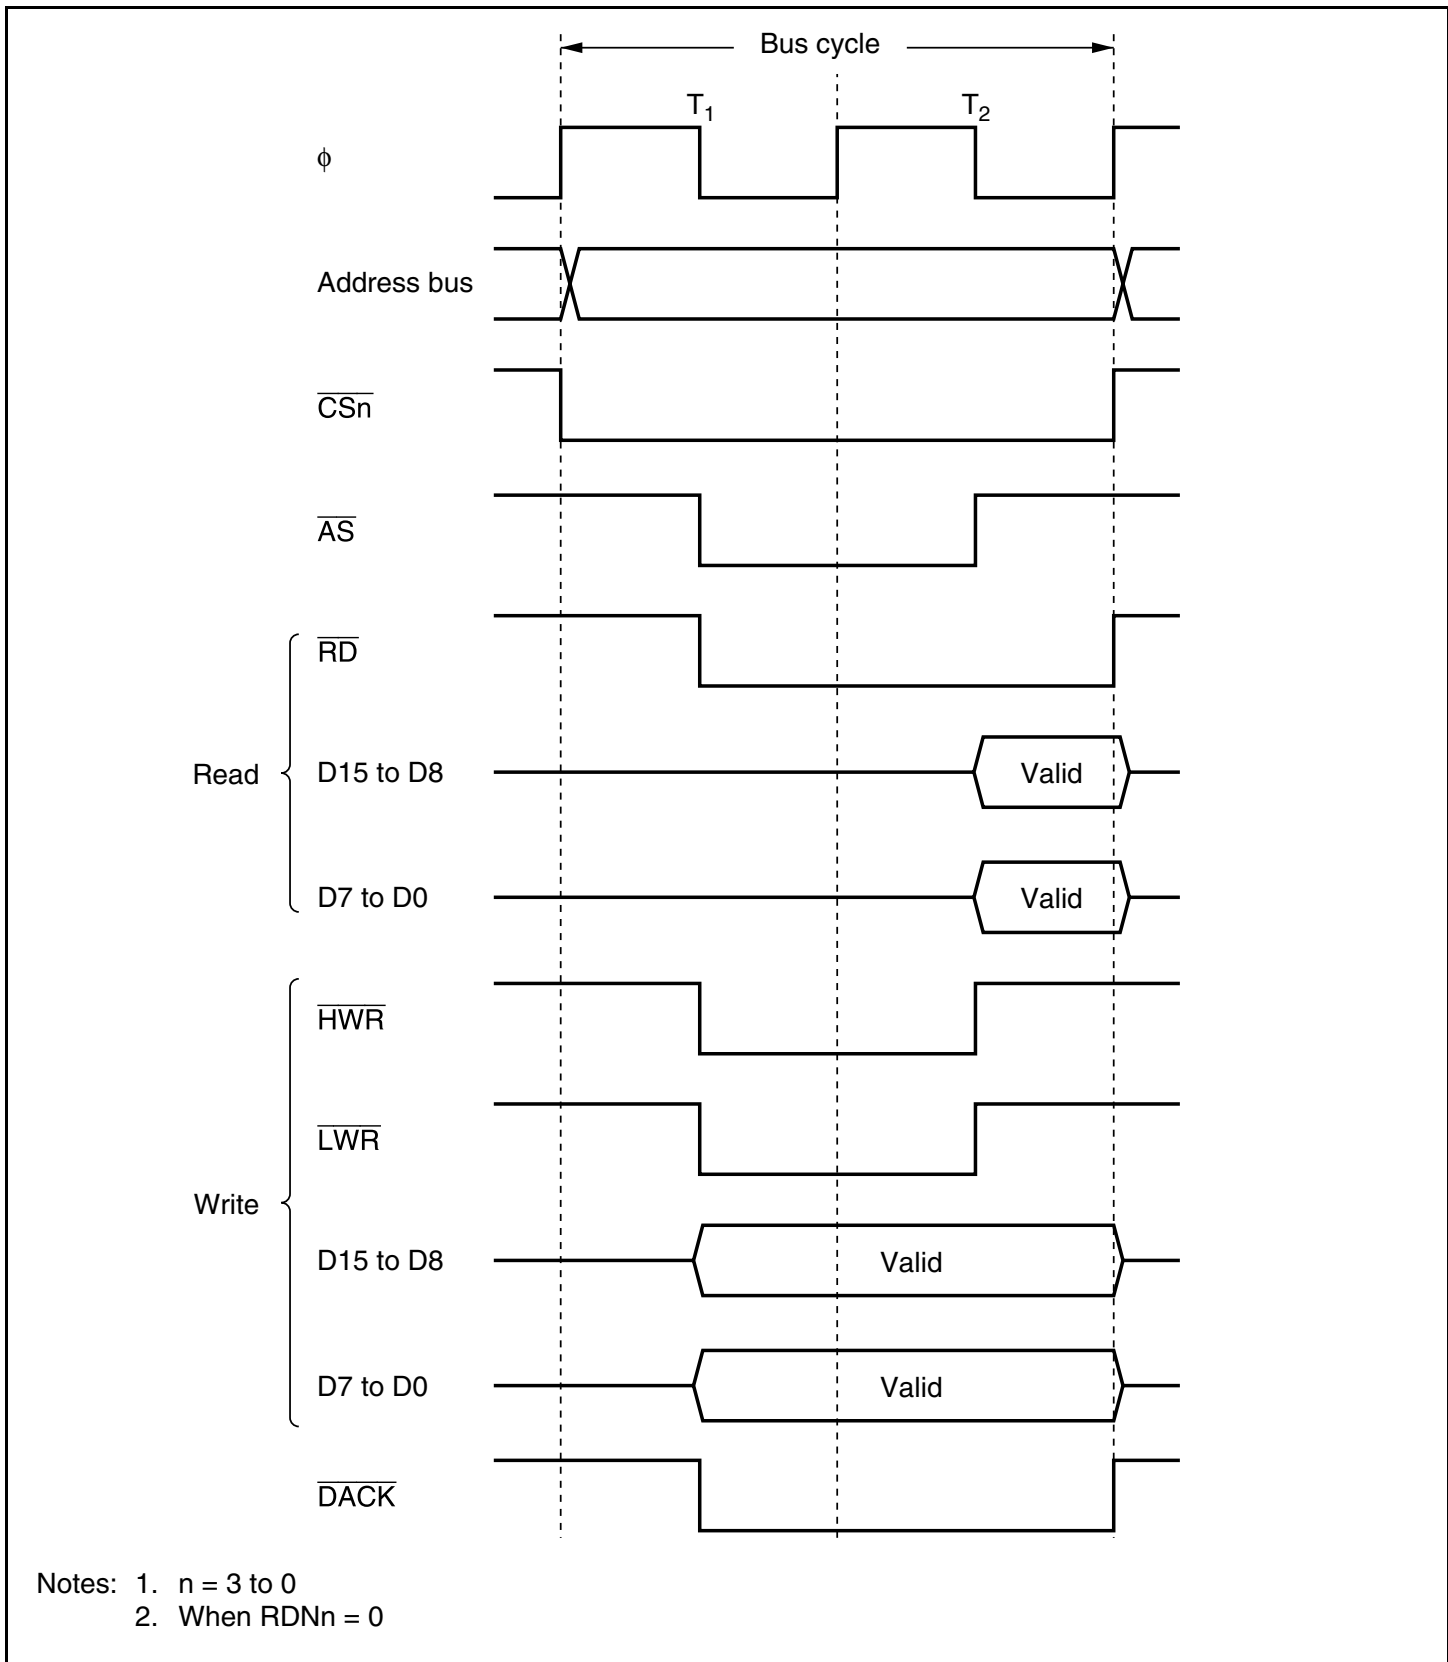 Bus cycle
T1 T2
ϕ
Address bus
CSn
AS
RD
Read D15 to D8 Valid
D7 to D0 Valid
HWR
LWR
Write
D15 to D8 Valid
D7 to D0 Valid
DACK
Notes: 1. n = 3 to 0
2. When RDNn = 0